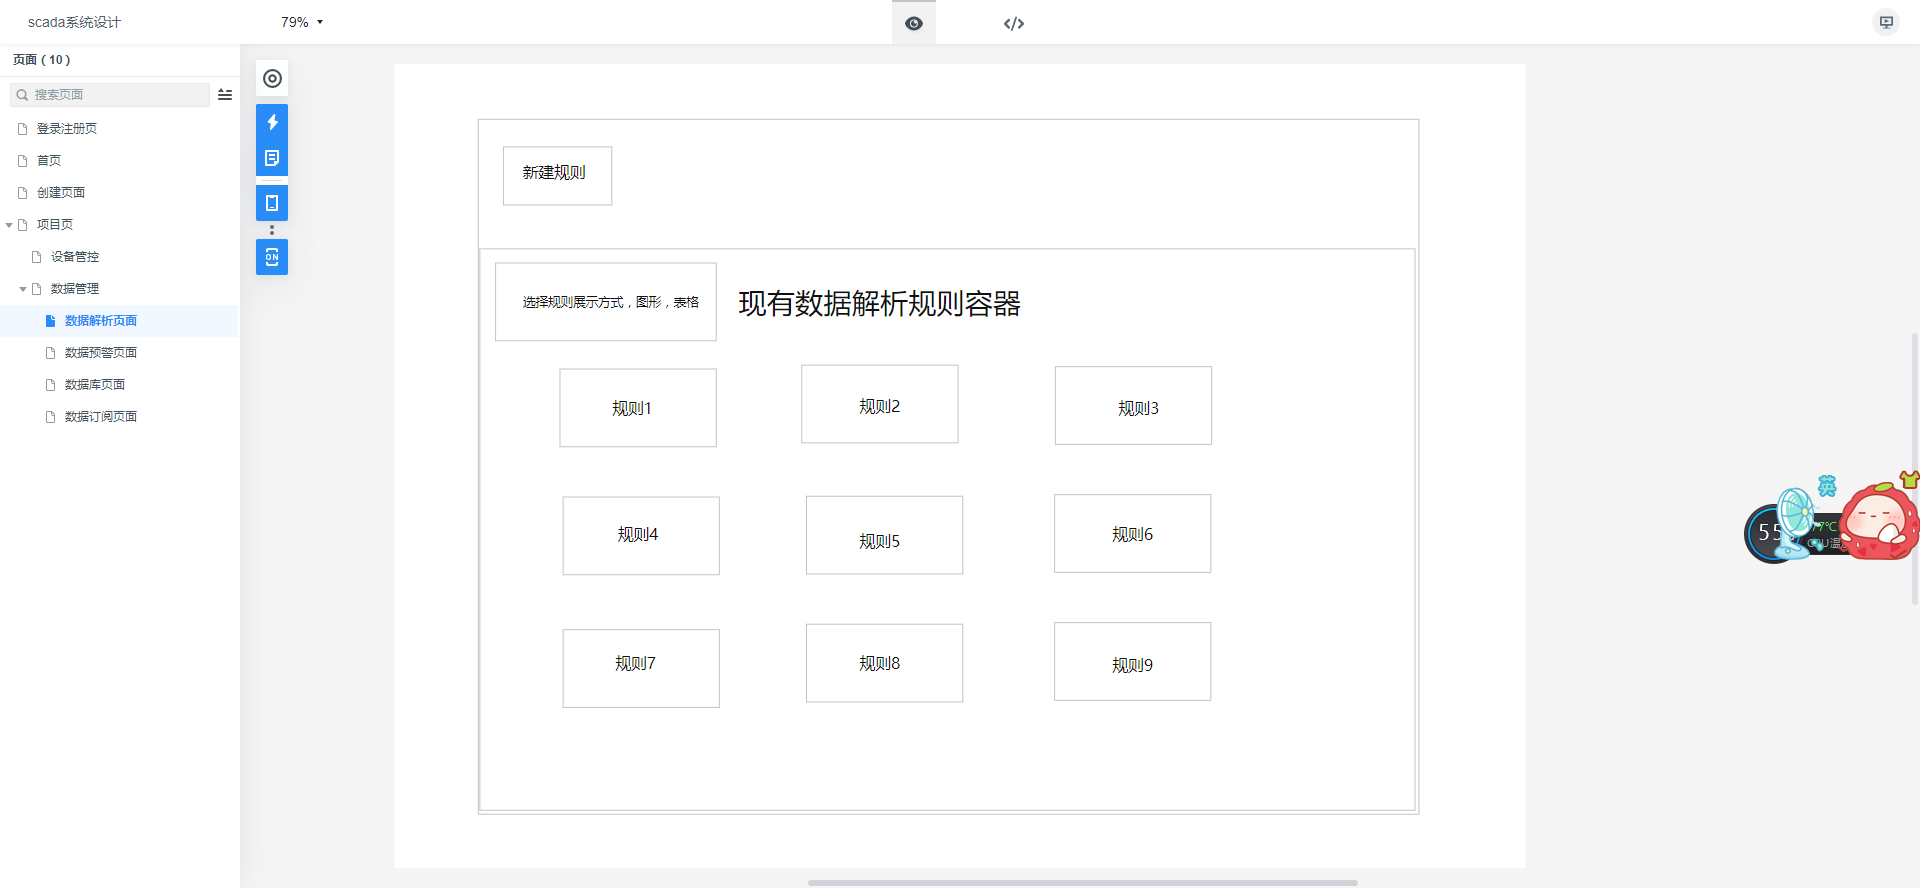 scada系统设计
79%
页面 ( 10 )
搜索页面
登录注册页
首页
创建页面
项目页
设备管控
数据管理
数据解析页面
数据预警页面
数据库页面
数据订阅页面
ON
新建规则
选择规则展示方式，图形，表格
现有数据解析规则容器
规则1
规则2
规则3
规则4
规则5
规则6
规则7
规则8
规则9
英